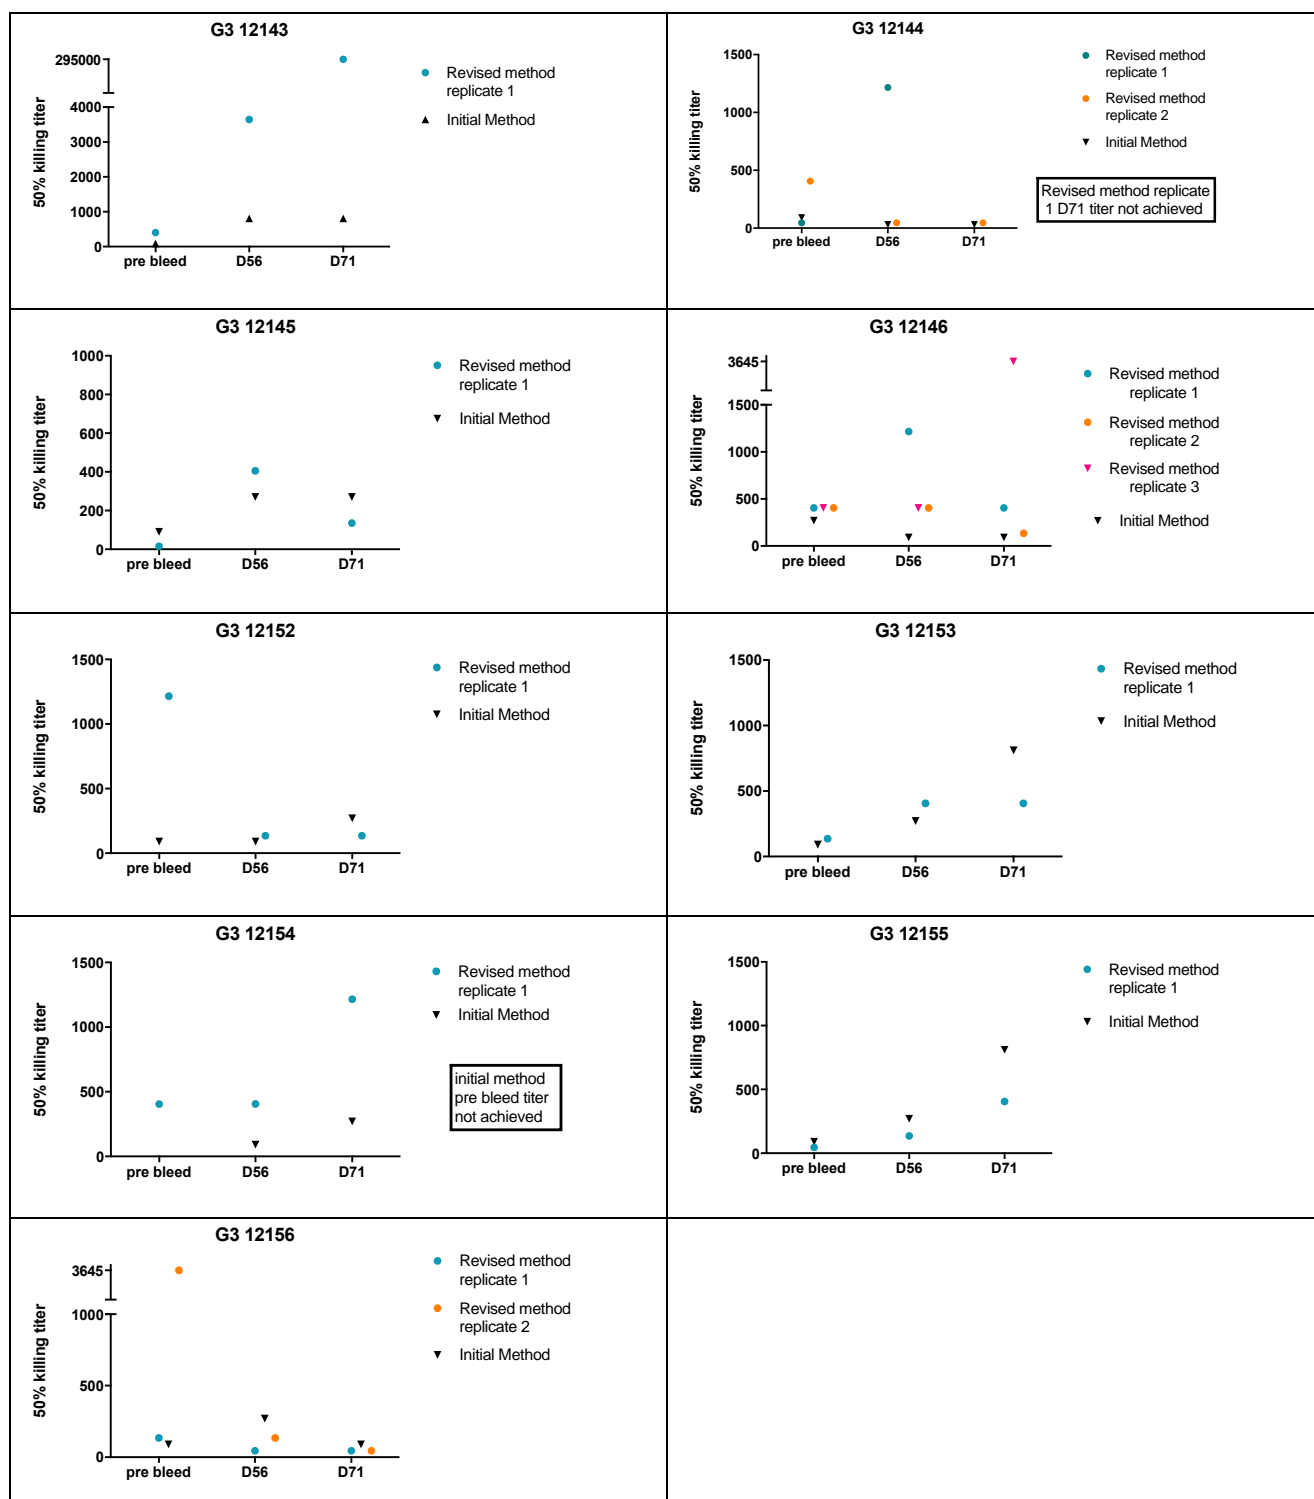 G3 12143
295000
4000
3000
2000
1000
0
50% killing titer
pre bleed
D56
D71
Revised method
replicate 1
Initial Method
G3 12144
1500
1000
500
0
50% killing titer
pre bleed
D56
D71
Revised method
replicate 1
Revised method
replicate 2
Initial Method
Revised method replicate
1 D71 titer not achieved
G3 12145
1000
800
600
400
200
0
50% killing titer
pre bleed
D56
D71
Revised method
replicate 1
Initial Method
G3 12146
3645
1500
1000
500
0
50% killing titer
pre bleed
D56
D71
Revised method
replicate 1
Revised method
replicate 2
Revised method
replicate 3
Initial Method
G3 12152
1500
1000
500
0
50% killing titer
pre bleed
D56
D71
Revised method
replicate 1
Initial Method
G3 12153
1500
1000
500
0
50% killing titer
pre bleed
D56
D71
Revised method
replicate 1
Initial Method
G3 12154
1500
1000
500
0
50% killing titer
pre bleed
D56
D71
Revised method
replicate 1
Initial Method
initial method
pre bleed titer
not achieved
G3 12155
1500
1000
500
0
50% killing titer
pre bleed
D56
D71
Revised method
replicate 1
Initial Method
G3 12156
3645
1000
500
0
50% killing titer
pre bleed
D56
D71
Revised method
replicate 1
Revised method
replicate 2
Initial Method